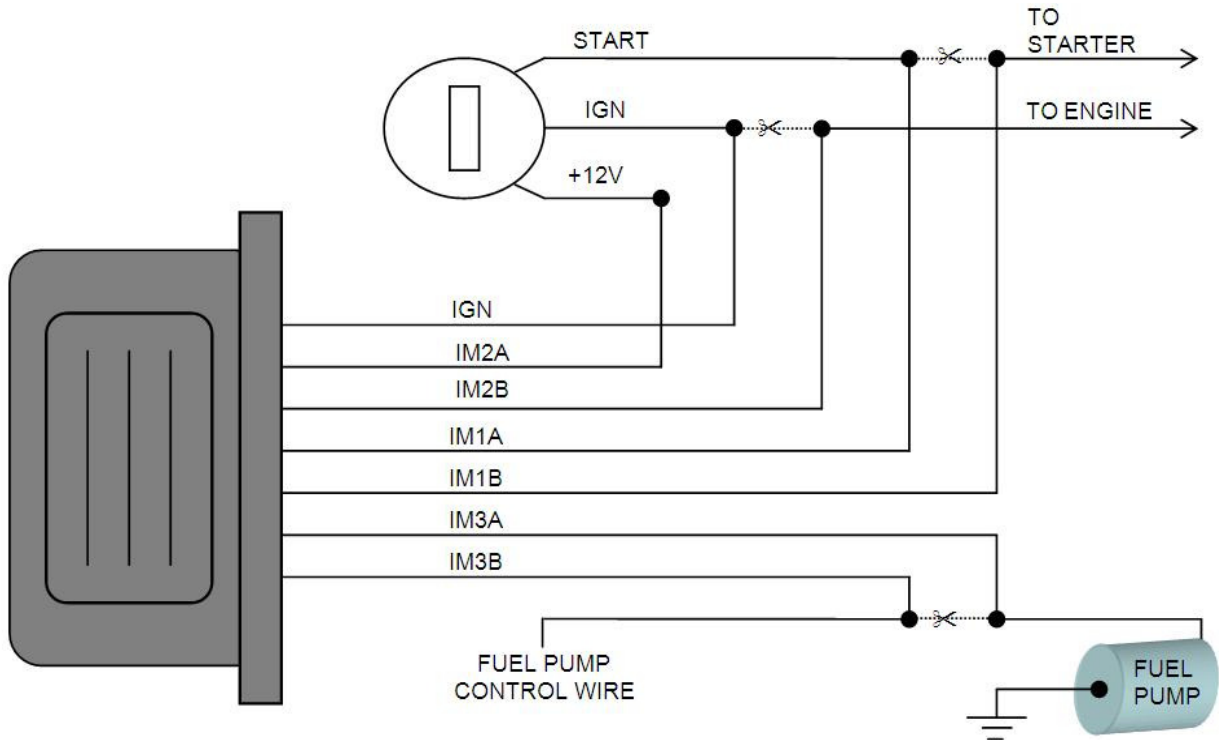 START
TO
STARTER
IGN
TO ENGINE
+12V
IGN
IM2A
IM2B
IM1A
IM1B
IM3A
IM3B
FUEL PUMP
CONTROL WIRE
FUEL
PUMP